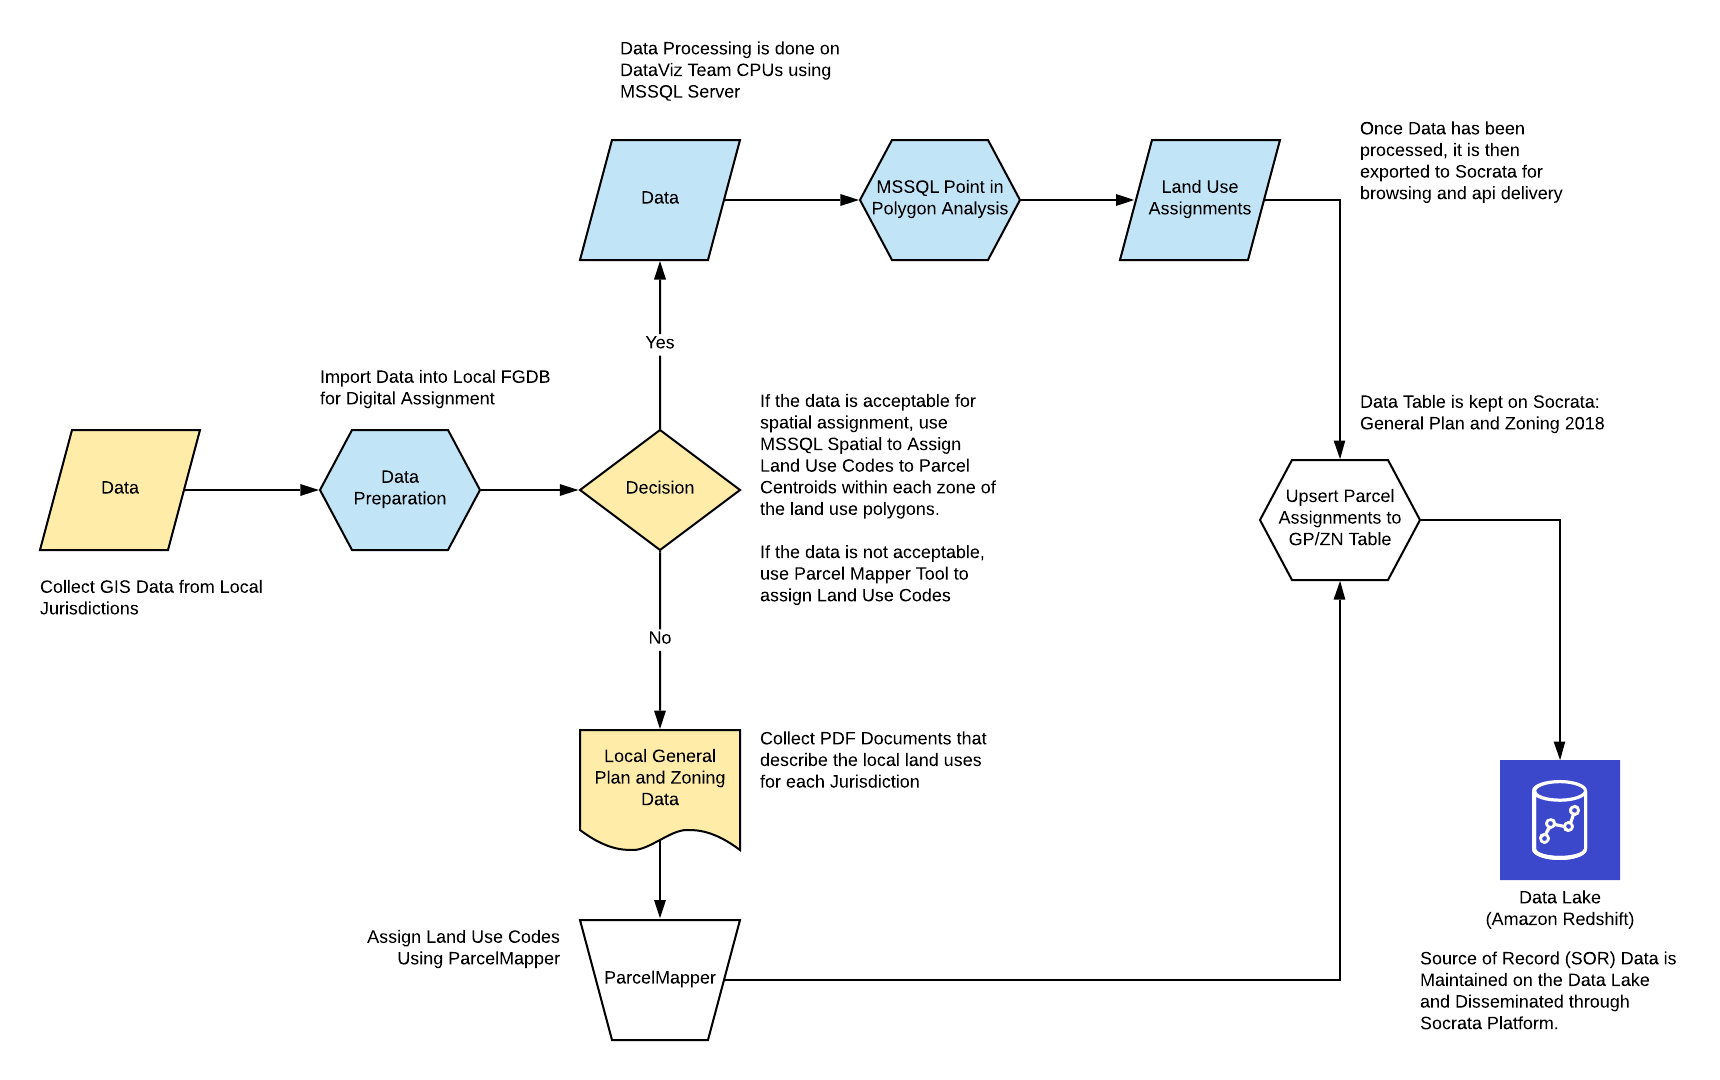 Data Processing is done on
DataViz Team CPUs using
MSSQL Server
Once Data has been
processed, it is then
exported to Socrata for
browsing and api delivery
Data
MSSQL Point in
Polygon Analysis
Land Use
Assignments
Yes
Import Data into Local FGDB
for Digital Assignment
If the data is acceptable for
spatial assignment, use
MSSQL Spatial to Assign
Land Use Codes to Parcel
Centroids within each zone of
the land use polygons.
If the data is not acceptable,
use Parcel Mapper Tool to
assign Land Use Codes
Data Table is kept on Socrata:
General Plan and Zoning 2018
Data
Data
Preparation
Decision
Upsert Parcel
Assignments to
GP/ZN Table
Collect GIS Data from Local
Jurisdictions
No
Local General
Plan and Zoning
Data
Collect PDF Documents that
describe the local land uses
for each Jurisdiction
Assign Land Use Codes
Using ParcelMapper
ParcelMapper
Data Lake
(Amazon Redshift)
Source of Record (SOR) Data is
Maintained on the Data Lake
and Disseminated through
Socrata Platform.